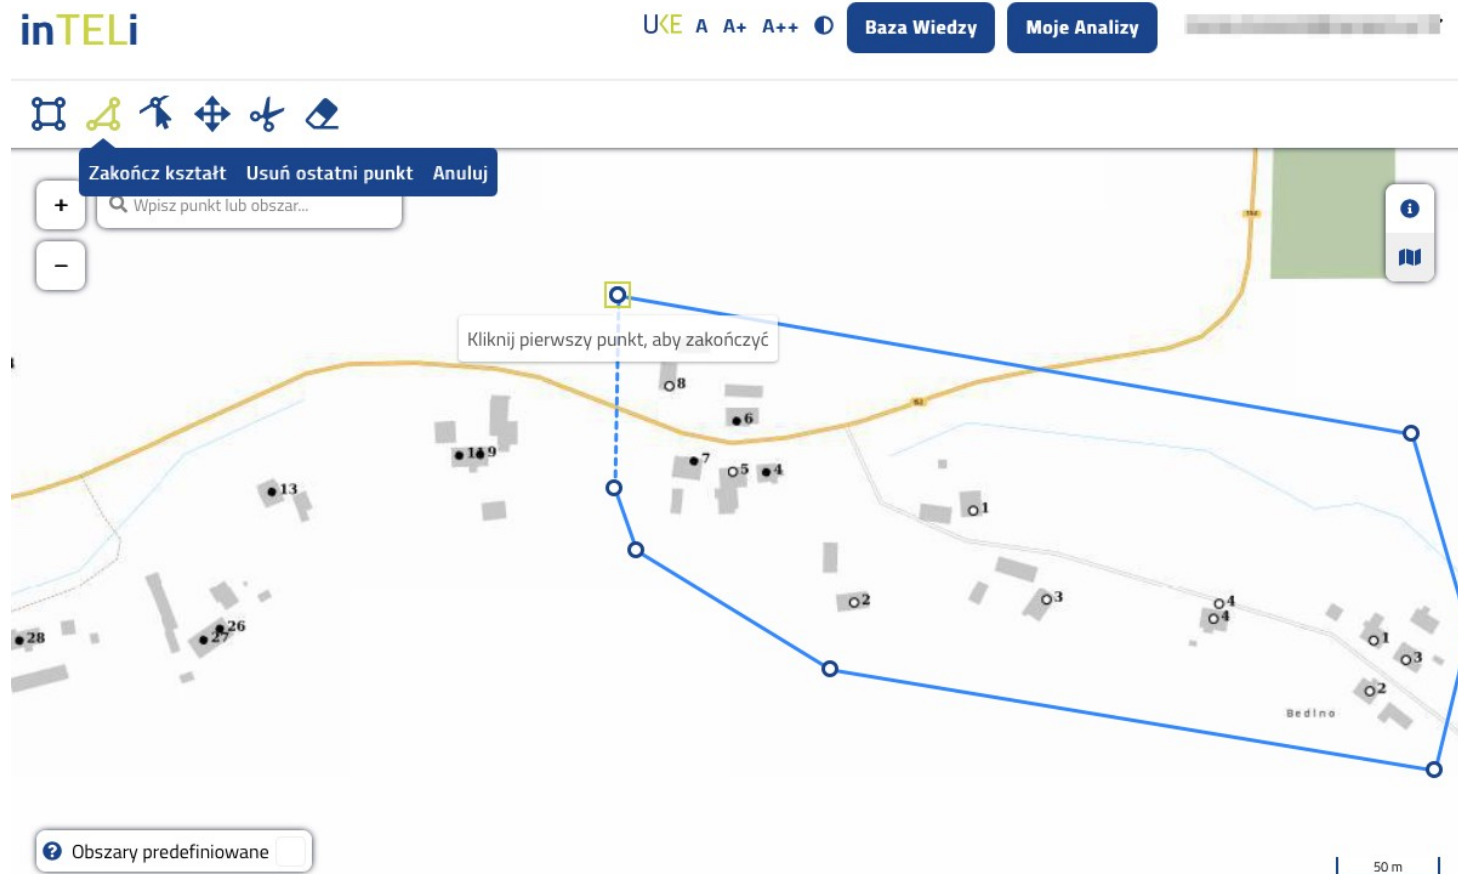 inTELi
UKE A A+ A++ Baza Wiedzy Moje Analizy
Zakończ kształt Usuń ostatni punkt Anuluj
+
Wpisz punkt lub obszar...
−
Kliknij pierwszy punkt, aby zakończyć
8
6
9
7
5
4
13
1
2
3
4
4
26
27
28
1
3
2
Bedlno
Obszary predefiniowane
50 m